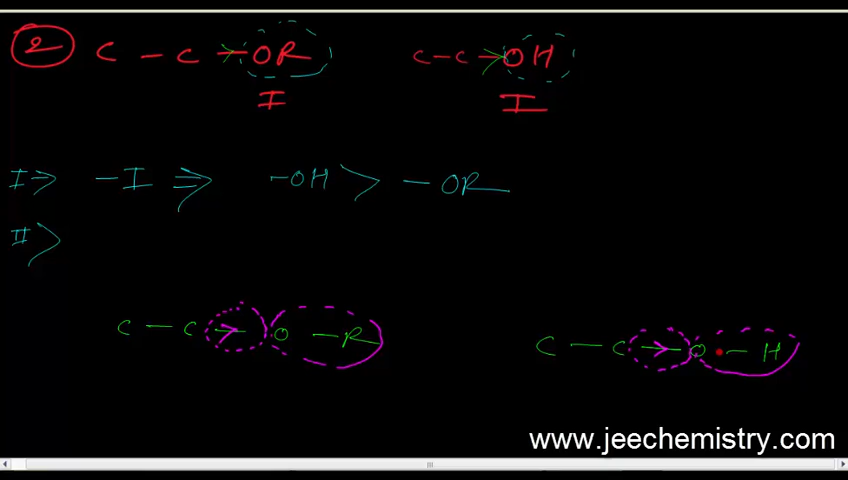 2 C - C → OR C - C → OH
I I
I> -I ⇒ -OH > -OR
II>
C - C → O - R C - C → O - H
www.jeechemistry.com